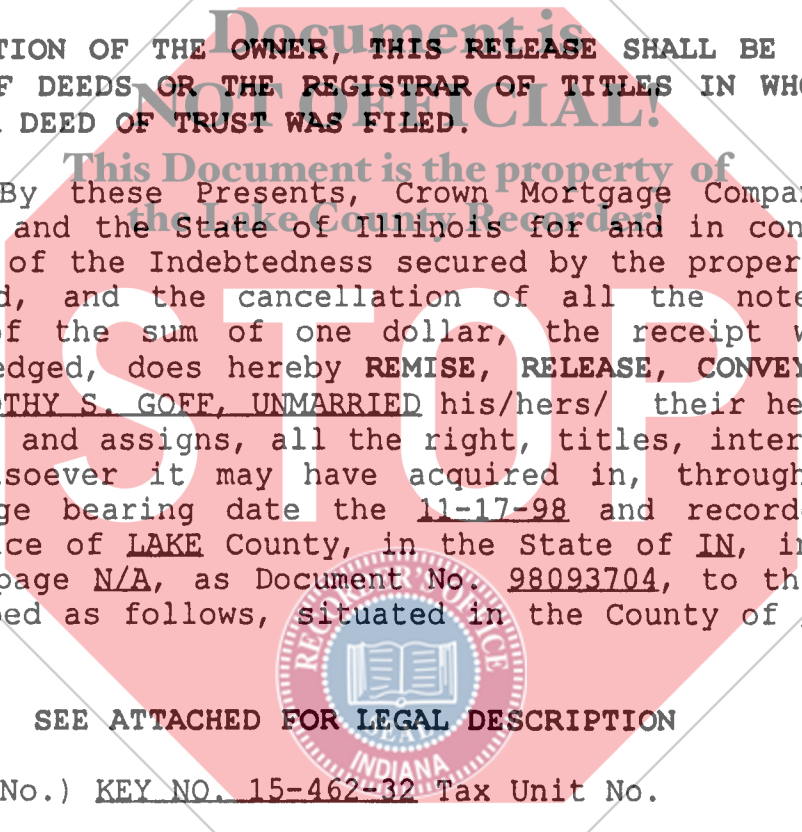 Document is
TION OF THE OWNER, THIS RELEASE SHALL BE
F DEEDS OR THE REGISTRAR OF TITLES IN WHO
NOT OFFICIAL!
DEED OF TRUST WAS FILED.
This Document is the property of
By these Presents, Crown Mortgage Compa
the Lake County Recorder!
and the State of Illinois for and in con
of the Indebtedness secured by the proper
d, and the cancellation of all the note
of the sum of one dollar, the receipt w
edged, does hereby REMISE, RELEASE, CONVEY
OTHY S. GOFF, UNMARRIED his/hers/ their he
and assigns, all the right, titles, inter
soever it may have acquired in, through
ge bearing date the 11-17-98 and recorde
ice of LAKE County, in the State of IN, in
page N/A, as Document No. 98093704, to th
bed as follows, situated in the County of
STOP
SEE ATTACHED FOR LEGAL DESCRIPTION
RECORDER'S OFFICE
SEAL
INDIANA
No.) KEY NO. 15-462-32 Tax Unit No.